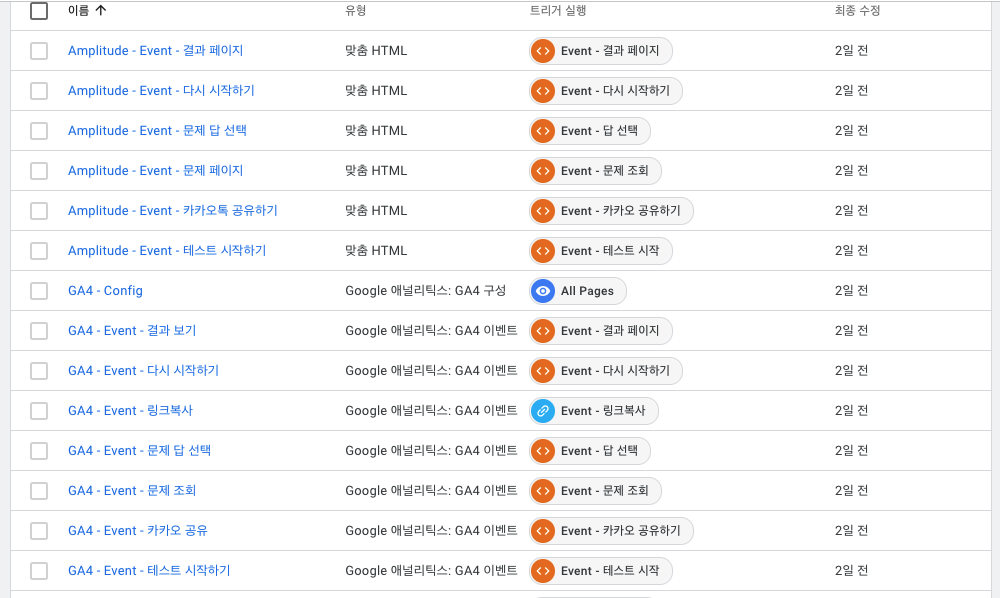 이름 유형 트리거 실행 최종 수정
Amplitude - Event - 결과 페이지 맞춤 HTML Event - 결과 페이지 2일 전
Amplitude - Event - 다시 시작하기 맞춤 HTML Event - 다시 시작하기 2일 전
Amplitude - Event - 문제 답 선택 맞춤 HTML Event - 답 선택 2일 전
Amplitude - Event - 문제 페이지 맞춤 HTML Event - 문제 조회 2일 전
Amplitude - Event - 카카오톡 공유하기 맞춤 HTML Event - 카카오 공유하기 2일 전
Amplitude - Event - 테스트 시작하기 맞춤 HTML Event - 테스트 시작 2일 전
GA4 - Config Google 애널리틱스: GA4 구성 All Pages 2일 전
GA4 - Event - 결과 보기 Google 애널리틱스: GA4 이벤트 Event - 결과 페이지 2일 전
GA4 - Event - 다시 시작하기 Google 애널리틱스: GA4 이벤트 Event - 다시 시작하기 2일 전
GA4 - Event - 링크복사 Google 애널리틱스: GA4 이벤트 Event - 링크복사 2일 전
GA4 - Event - 문제 답 선택 Google 애널리틱스: GA4 이벤트 Event - 답 선택 2일 전
GA4 - Event - 문제 조회 Google 애널리틱스: GA4 이벤트 Event - 문제 조회 2일 전
GA4 - Event - 카카오 공유 Google 애널리틱스: GA4 이벤트 Event - 카카오 공유하기 2일 전
GA4 - Event - 테스트 시작하기 Google 애널리틱스: GA4 이벤트 Event - 테스트 시작 2일 전